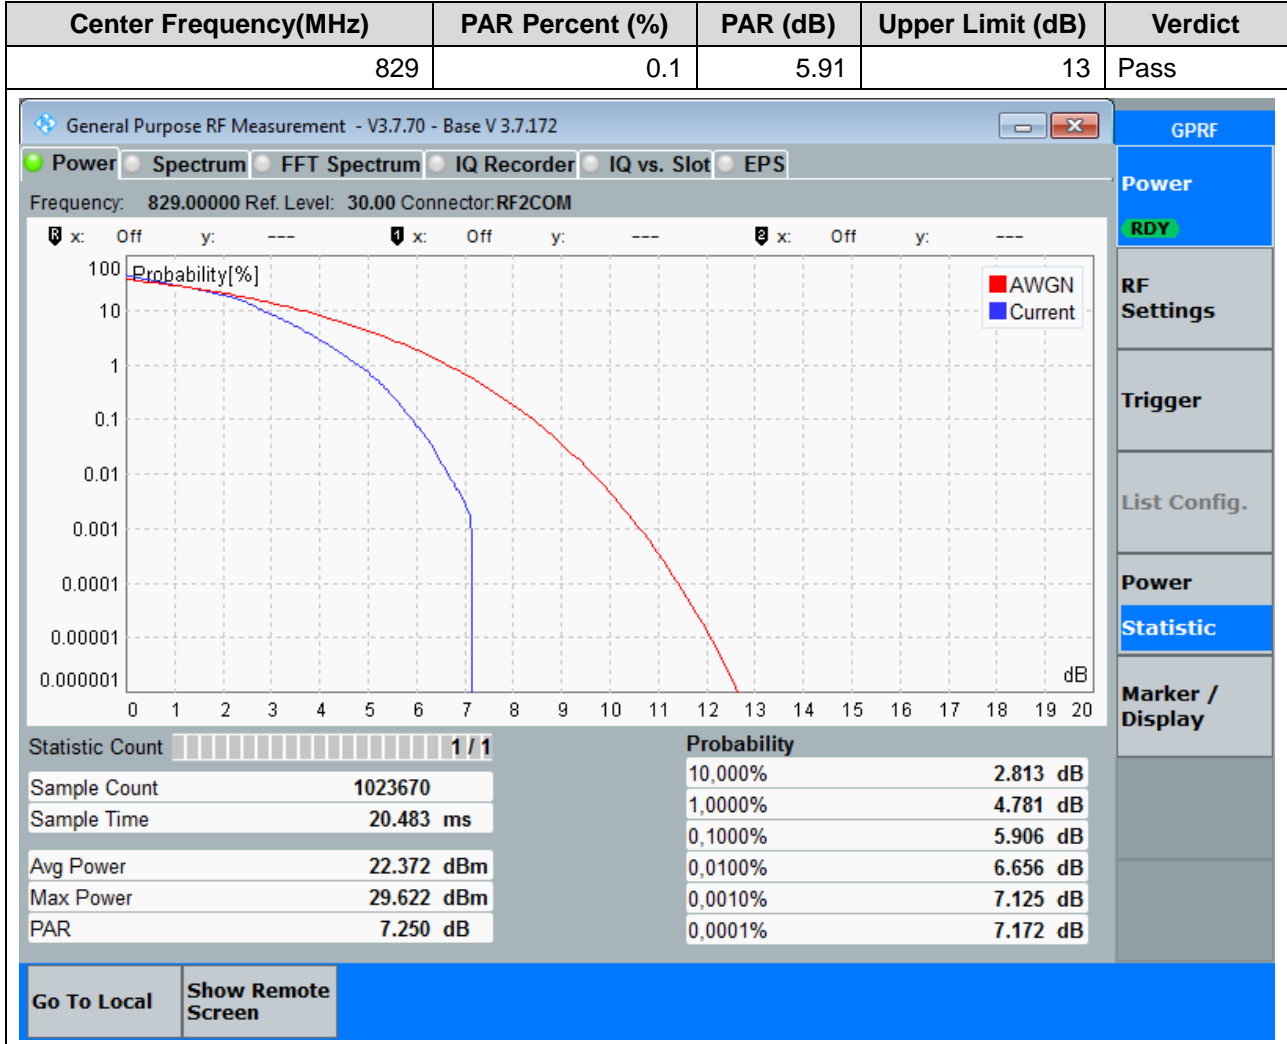 Center Frequency(MHz) PAR Percent (%) PAR (dB) Upper Limit (dB) Verdict
829 0.1 5.91 13 Pass
General Purpose RF Measurement - V3.7.70 - Base V 3.7.172
GPRF
Power Spectrum FFT Spectrum IQ Recorder IQ vs. Slot EPS
Power
RDY
Frequency: 829.00000 Ref. Level: 30.00 Connector:RF2COM
R x: Off y: --- 1 x: Off y: --- 2 x: Off y: ---
Probability[%]
AWGN
Current
100
10
1
0.1
0.01
0.001
0.0001
0.00001
0.000001
dB
0 1 2 3 4 5 6 7 8 9 10 11 12 13 14 15 16 17 18 19 20
RF
Settings
Trigger
List Config.
Power
Statistic
Marker /
Display
Statistic Count 1 / 1
Sample Count 1023670
Sample Time 20.483 ms
Avg Power 22.372 dBm
Max Power 29.622 dBm
PAR 7.250 dB
Probability
10,000% 2.813 dB
1,0000% 4.781 dB
0,1000% 5.906 dB
0,0100% 6.656 dB
0,0010% 7.125 dB
0,0001% 7.172 dB
Go To Local
Show Remote
Screen